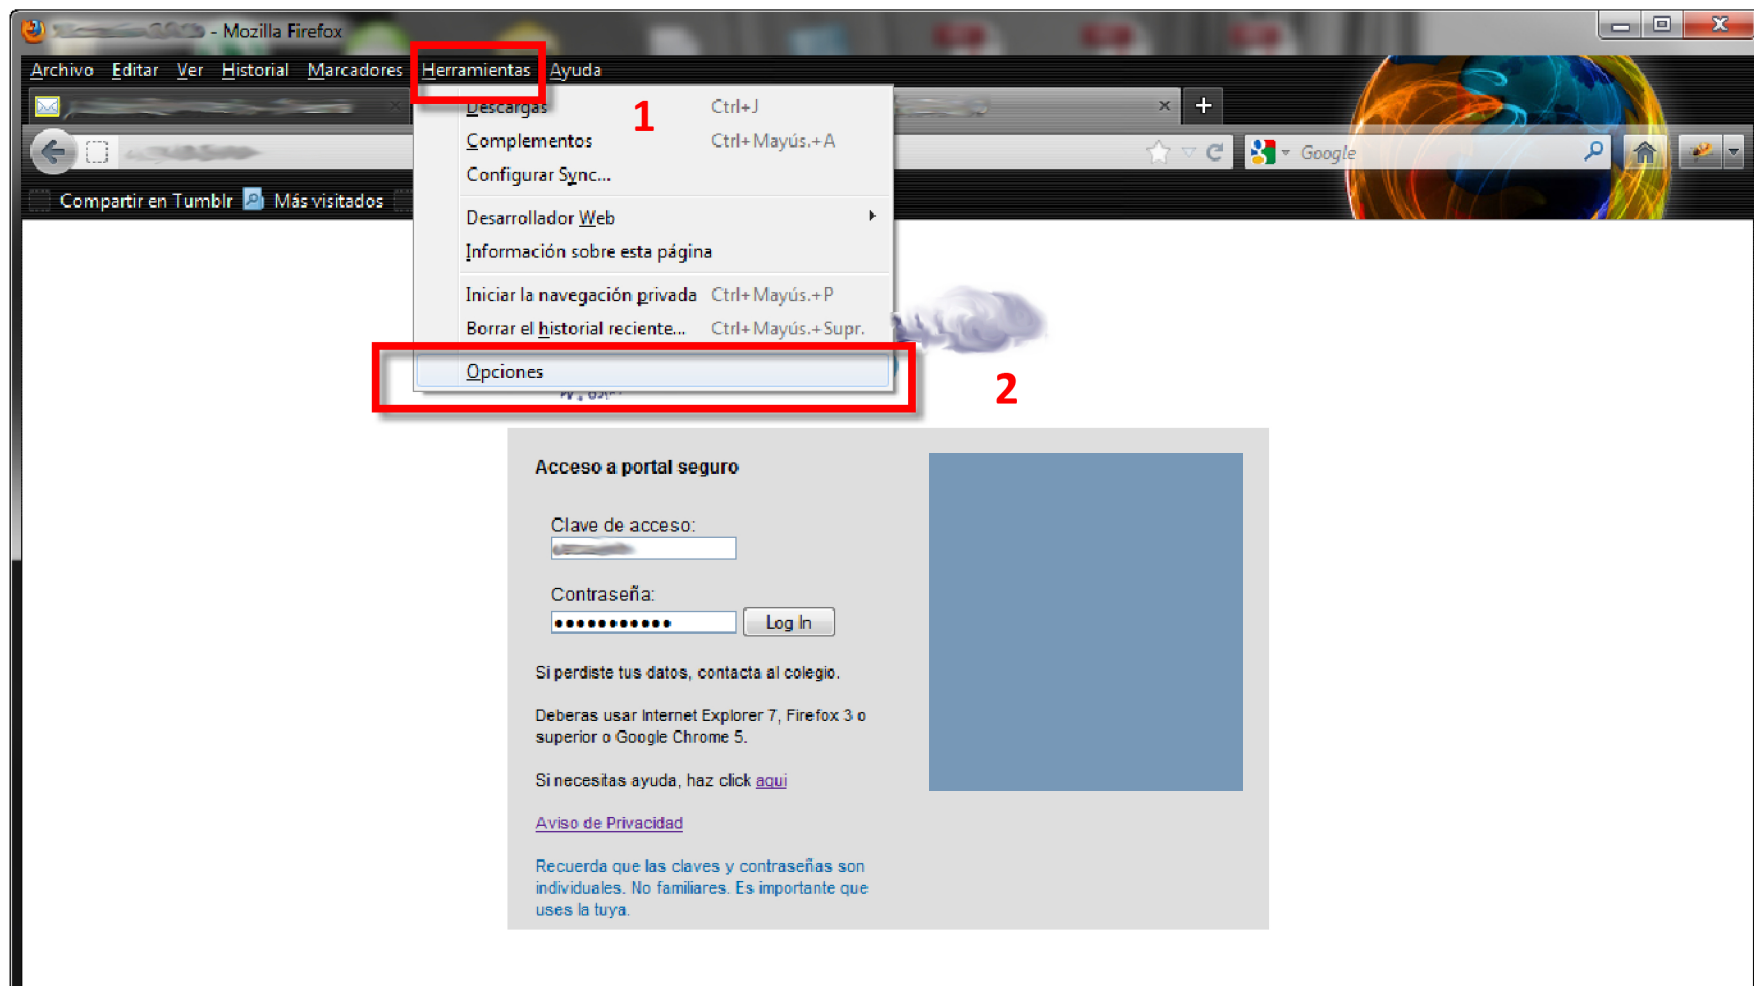 - Mozilla Firefox
Archivo Editar Ver Historial Marcadores Herramientas Ayuda
1
Descargas Ctrl+J
Complementos Ctrl+Mayús.+A
Configurar Sync...
Desarrollador Web
Información sobre esta página
Iniciar la navegación privada Ctrl+Mayús.+P
Borrar el historial reciente... Ctrl+Mayús.+Supr.
Opciones
2
Google
Compartir en Tumblr Más visitados
Acceso a portal seguro
Clave de acceso:
Contraseña:
Log In
Si perdiste tus datos, contacta al colegio.
Deberas usar Internet Explorer 7, Firefox 3 o
superior o Google Chrome 5.
Si necesitas ayuda, haz click aqui
Aviso de Privacidad
Recuerda que las claves y contraseñas son
individuales. No familiares. Es importante que
uses la tuya.